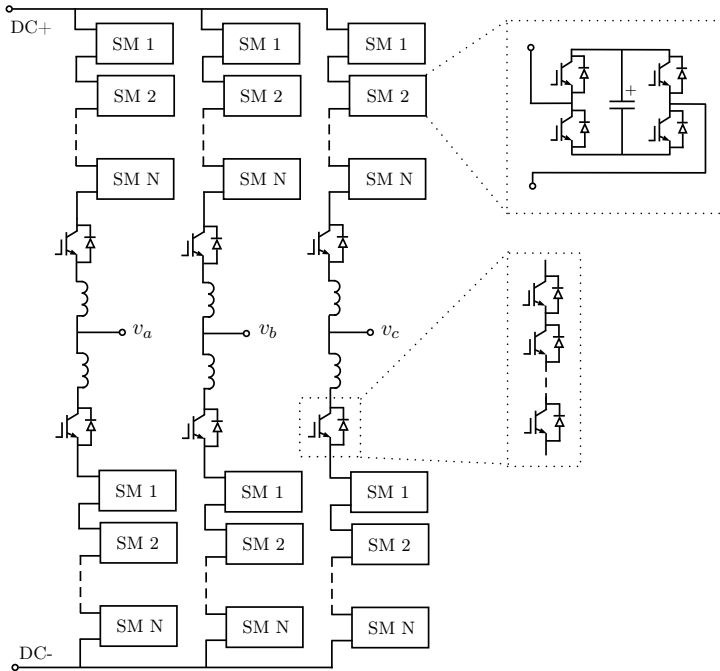 DC+
SM 1 SM 1 SM 1
SM 2 SM 2 SM 2
+
SM N SM N SM N
v_a v_b v_c
SM 1 SM 1 SM 1
SM 2 SM 2 SM 2
SM N SM N SM N
DC-